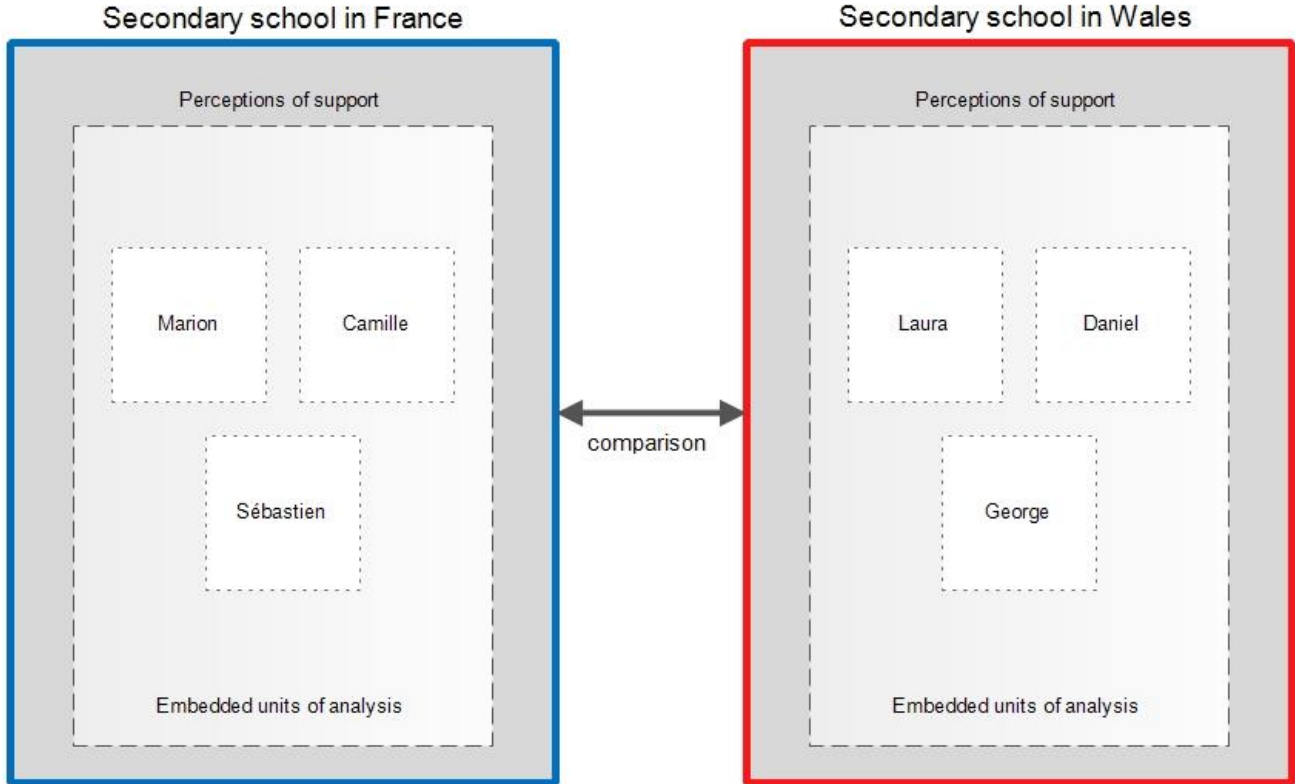 Secondary school in France
Perceptions of support
Marion
Camille
Sébastien
Embedded units of analysis
comparison
Secondary school in Wales
Perceptions of support
Laura
Daniel
George
Embedded units of analysis